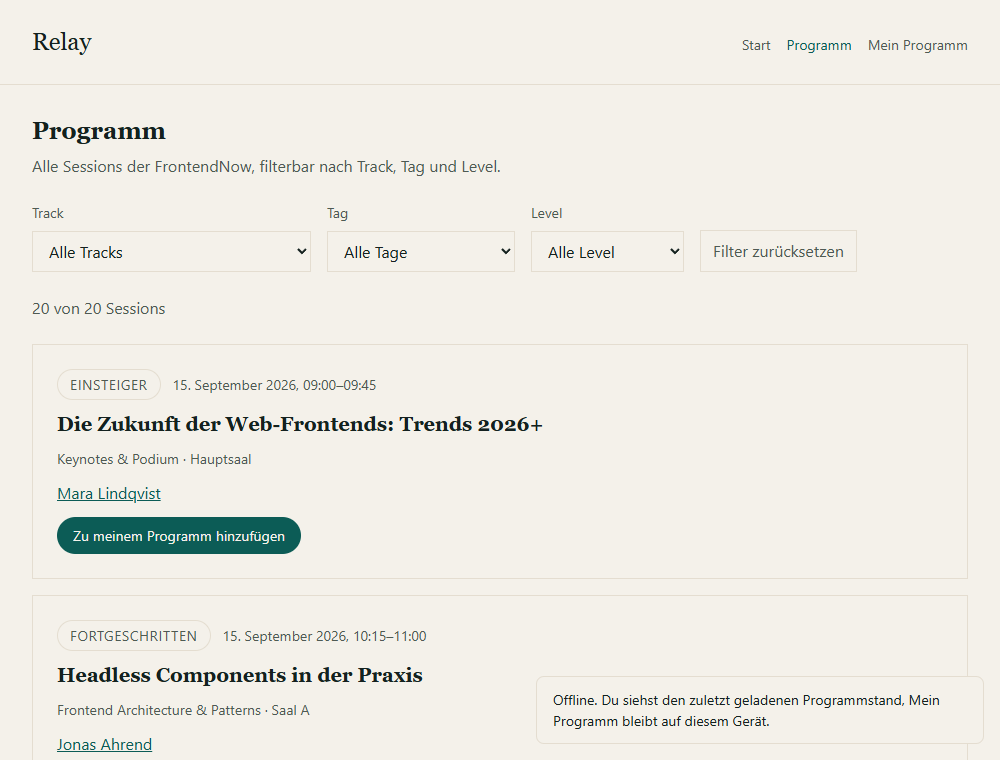 Relay
Start Programm Mein Programm
Programm
Alle Sessions der FrontendNow, filterbar nach Track, Tag und Level.
Track Tag Level
Alle Tracks Alle Tage Alle Level Filter zurücksetzen
20 von 20 Sessions
EINSTEIGER 15. September 2026, 09:00–09:45
Die Zukunft der Web-Frontends: Trends 2026+
Keynotes & Podium · Hauptsaal
Mara Lindqvist
Zu meinem Programm hinzufügen
FORTGESCHRITTEN 15. September 2026, 10:15–11:00
Headless Components in der Praxis
Frontend Architecture & Patterns · Saal A
Jonas Ahrend
Offline. Du siehst den zuletzt geladenen Programmstand, Mein
Programm bleibt auf diesem Gerät.